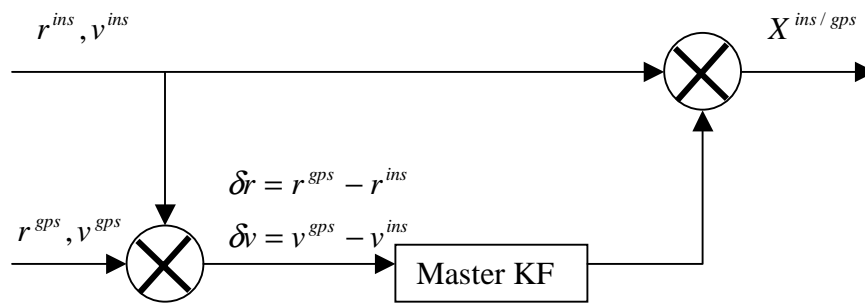 r^{ins}, v^{ins}
X^{ins/gps}
δr = r^{gps} − r^{ins}
r^{gps}, v^{gps}
δv = v^{gps} − v^{ins}
Master KF